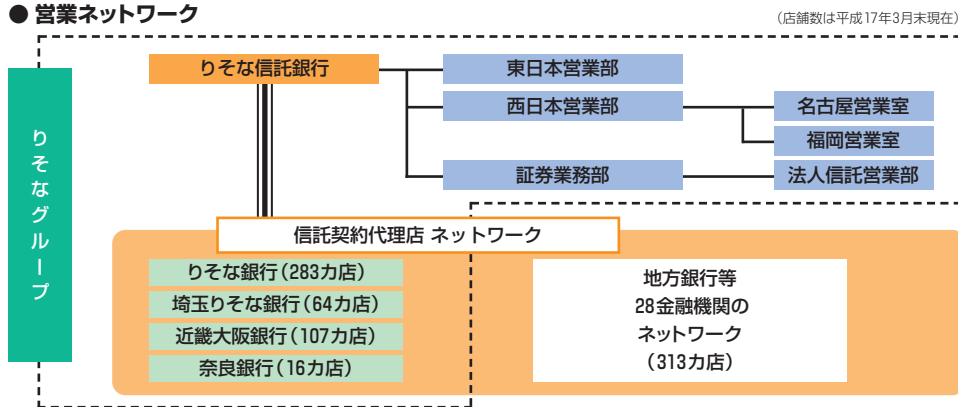 ● 営業ネットワーク
（店舗数は平成17年3月末現在）
りそなグループ
りそな信託銀行
東日本営業部
西日本営業部
名古屋営業室
福岡営業室
証券業務部
法人信託営業部
信託契約代理店 ネットワーク
りそな銀行（283カ店）
埼玉りそな銀行（64カ店）
近畿大阪銀行（107カ店）
奈良銀行（16カ店）
地方銀行等
28金融機関の
ネットワーク
（313カ店）